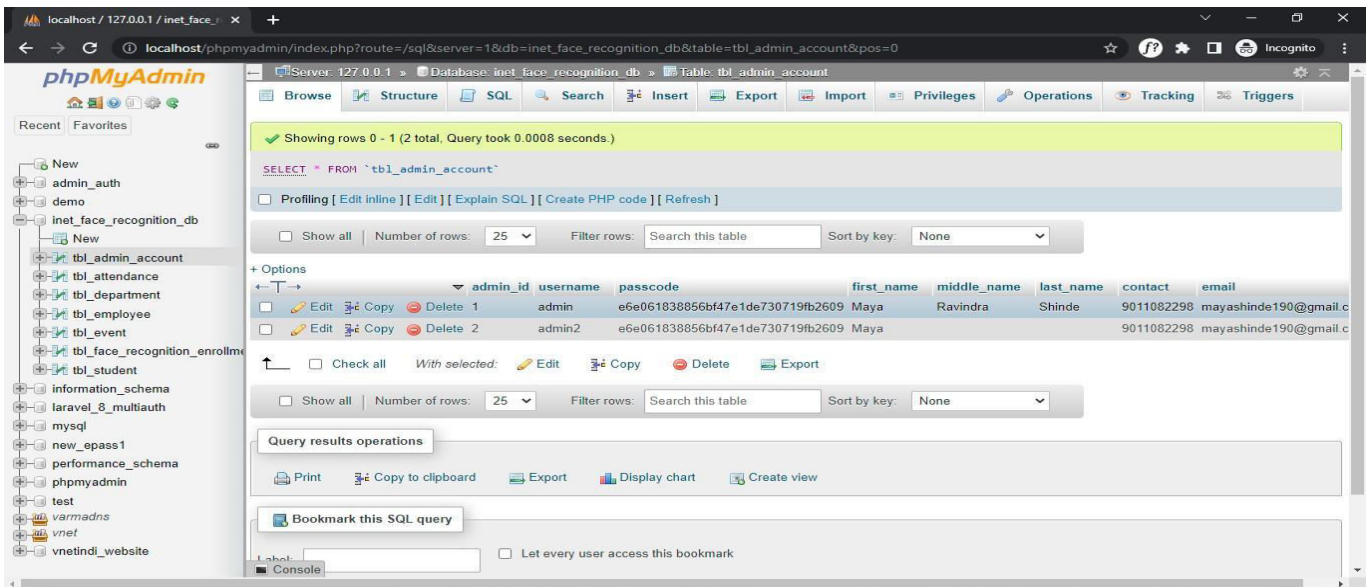 localhost / 127.0.0.1 / inet_face_r
localhost/phpmyadmin/index.php?route=/sql&server=1&db=inet_face_recognition_db&table=tbl_admin_account&pos=0
Incognito
phpMyAdmin
Recent Favorites
New
admin_auth
demo
inet_face_recognition_db
New
tbl_admin_account
tbl_attendance
tbl_department
tbl_employee
tbl_event
tbl_face_recognition_enrollme
tbl_student
information_schema
laravel_8_multiauth
mysql
new_epass1
performance_schema
phpmyadmin
test
varmadns
vnet
vnetindi_website
Server: 127.0.0.1 » Database: inet_face_recognition_db » Table: tbl_admin_account
Browse Structure SQL Search Insert Export Import Privileges Operations Tracking Triggers
Showing rows 0 - 1 (2 total, Query took 0.0008 seconds.)
SELECT * FROM `tbl_admin_account`
Profiling [ Edit inline ] [ Edit ] [ Explain SQL ] [ Create PHP code ] [ Refresh ]
Show all | Number of rows: 25 Filter rows: Search this table Sort by key: None
+ Options
admin_id username passcode first_name middle_name last_name contact email
Edit Copy Delete 1 admin e6e061838856bf47e1de730719fb2609 Maya Ravindra Shinde 9011082298 mayashinde190@gmail.c
Edit Copy Delete 2 admin2 e6e061838856bf47e1de730719fb2609 Maya 9011082298 mayashinde190@gmail.c
Check all With selected: Edit Copy Delete Export
Show all | Number of rows: 25 Filter rows: Search this table Sort by key: None
Query results operations
Print Copy to clipboard Export Display chart Create view
Bookmark this SQL query
Label: Let every user access this bookmark
Console